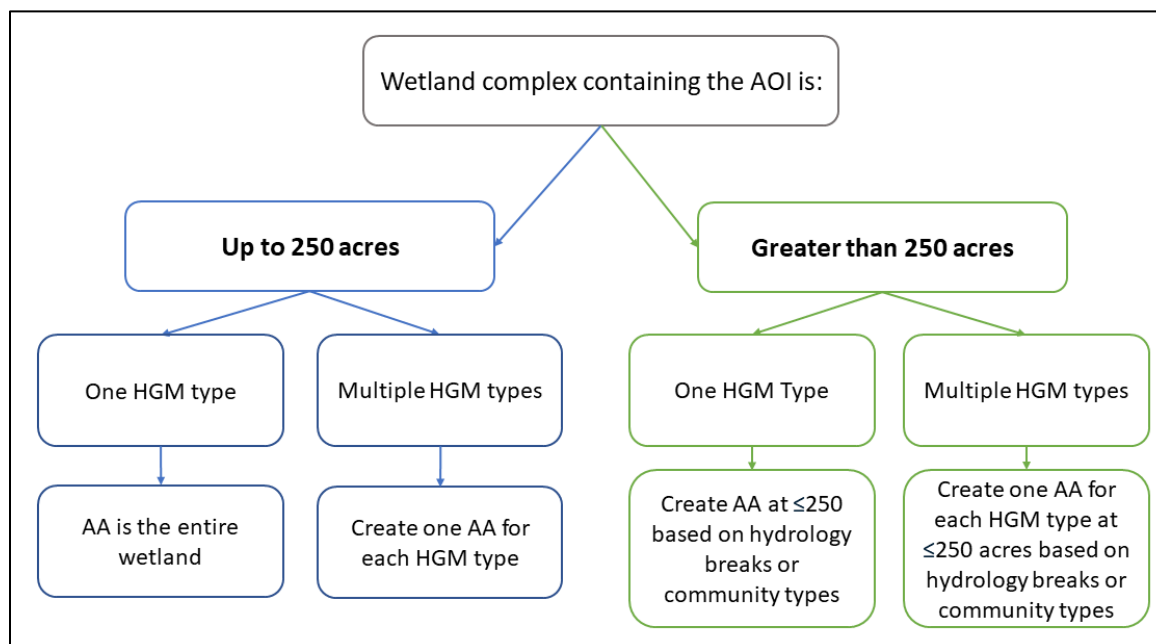 Wetland complex containing the AOI is:
Up to 250 acres
Greater than 250 acres
One HGM type
Multiple HGM types
One HGM Type
Multiple HGM types
AA is the entire
wetland
Create one AA for
each HGM type
Create AA at ≤250
based on hydrology
breaks or
community types
Create one AA for
each HGM type at
≤250 acres based on
hydrology breaks or
community types